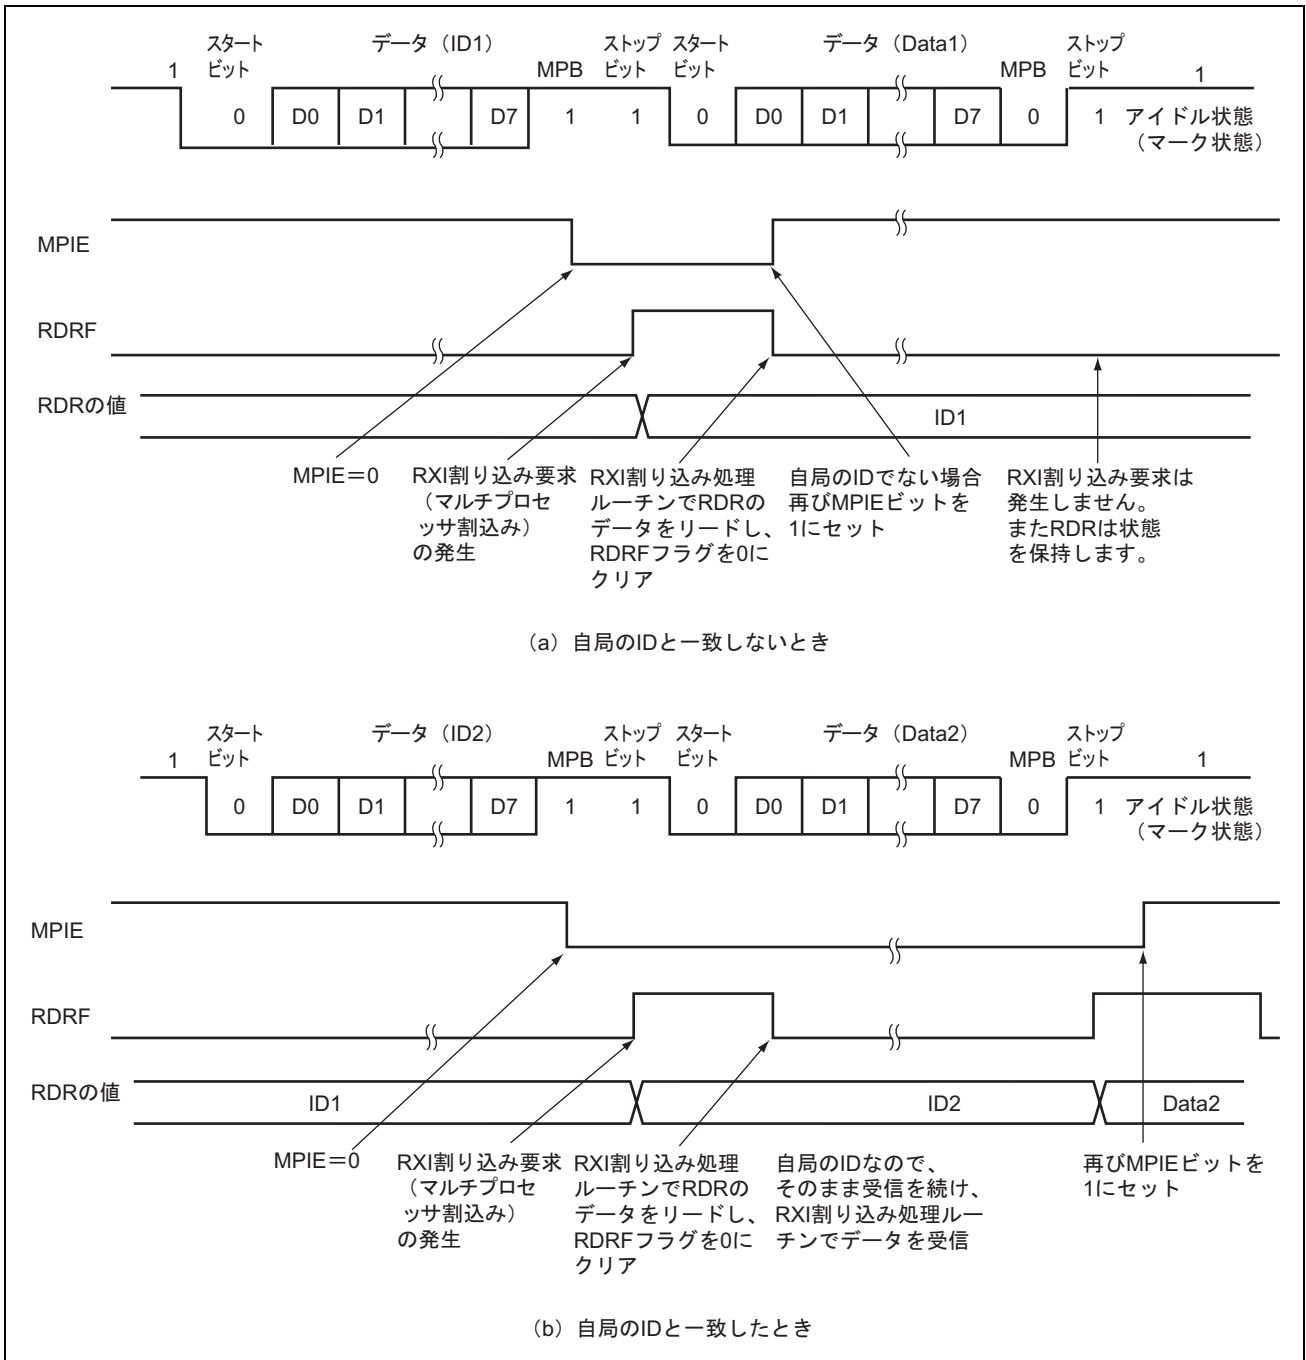 スタート データ（ID1） ストップ スタート データ（Data1） ストップ
1 ビット MPB ビット ビット MPB ビット 1
0 D0 D1 D7 1 1 0 D0 D1 D7 0 1 アイドル状態
（マーク状態）
MPIE
RDRF
RDRの値
ID1
MPIE＝0
RXI割り込み要求
（マルチプロセ
ッサ割込み）
の発生
RXI割り込み処理
ルーチンでRDRの
データをリードし、
RDRFフラグを0に
クリア
自局のIDでない場合
再びMPIEビットを
1にセット
RXI割り込み要求は
発生しません。
またRDRは状態
を保持します。
（a）自局のIDと一致しないとき
スタート データ（ID2） ストップ スタート データ（Data2） ストップ
1 ビット MPB ビット ビット MPB ビット 1
0 D0 D1 D7 1 1 0 D0 D1 D7 0 1 アイドル状態
（マーク状態）
MPIE
RDRF
RDRの値
ID1 ID2 Data2
MPIE＝0
RXI割り込み要求
（マルチプロセ
ッサ割込み）
の発生
RXI割り込み処理
ルーチンでRDRの
データをリードし、
RDRFフラグを0に
クリア
自局のIDなので、
そのまま受信を続け、
RXI割り込み処理ルー
チンでデータを受信
再びMPIEビットを
1にセット
（b）自局のIDと一致したとき